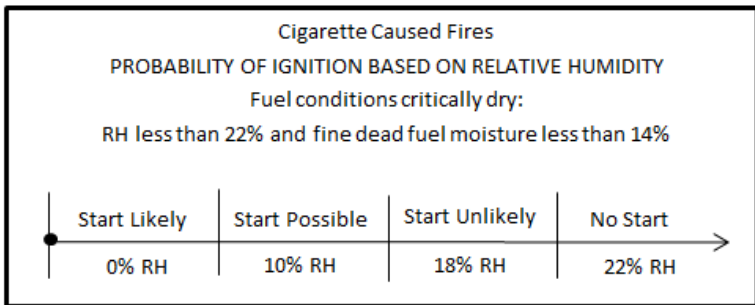 Cigarette Caused Fires
PROBABILITY OF IGNITION BASED ON RELATIVE HUMIDITY
Fuel conditions critically dry:
RH less than 22% and fine dead fuel moisture less than 14%
Start Likely Start Possible Start Unlikely No Start
0% RH 10% RH 18% RH 22% RH